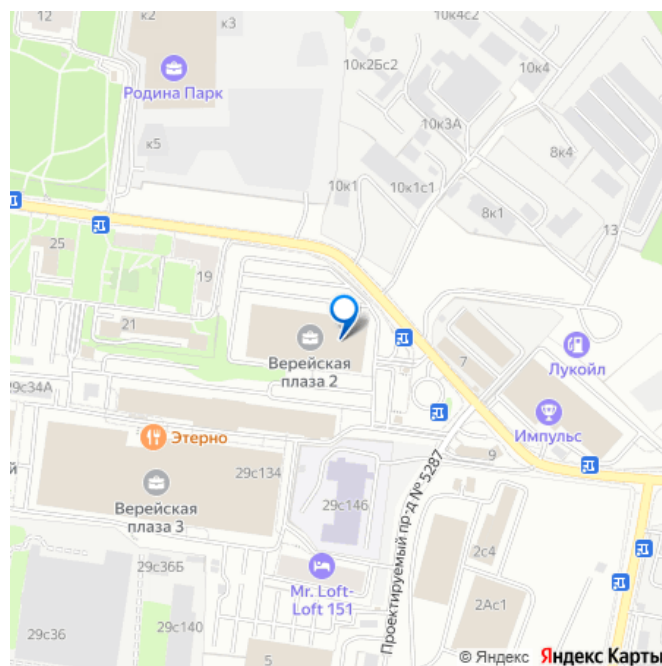 12
к2
к3
10к4с2
10к2Бс2
10к4
Родина Парк
10к3А
8к4
к5
10к1
10к1с1
8к1
13
25
19
21
Верейская
плаза 2
7
Лукойл
29с34А
Этерно
Импульс
9
29с134
й
Верейская
плаза 3
29с146
Проектируемый пр-д № 5287
2с4
29с36Б
Mr. Loft-
Loft 151
2Ас1
29с36
29с140
5
© Яндекс Яндекс Карты